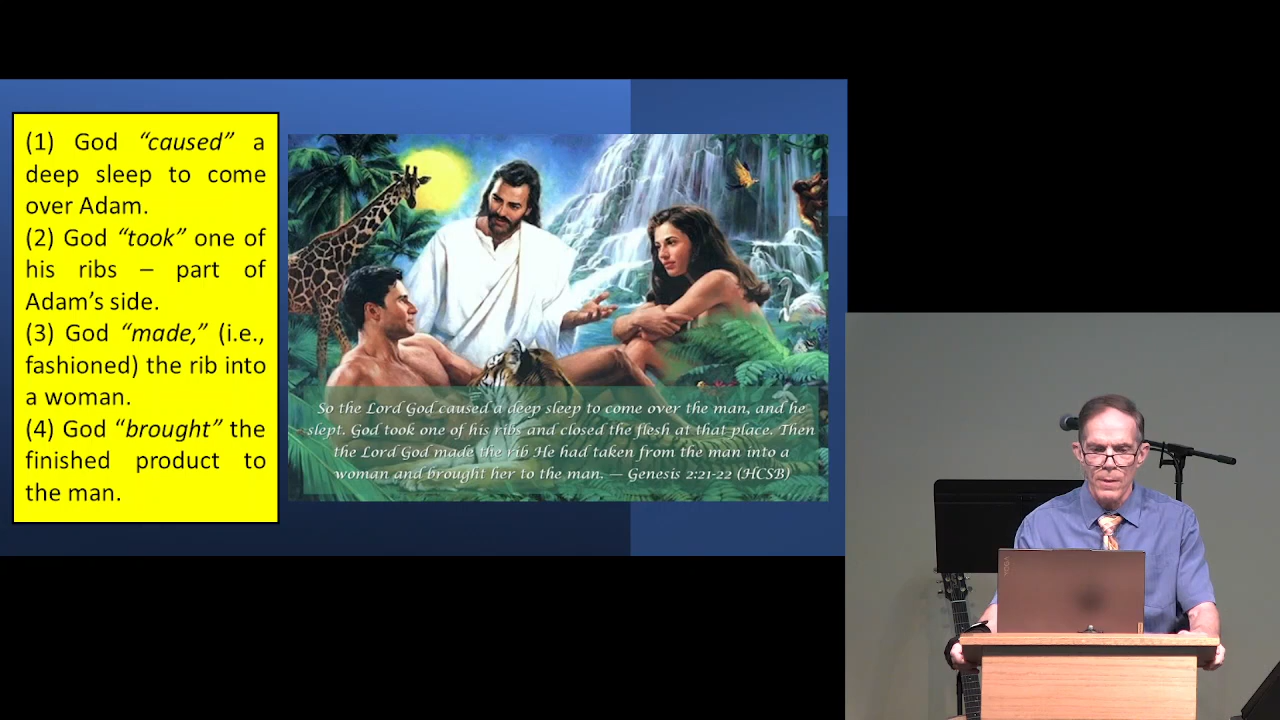 (1) God “caused” a
deep sleep to come
over Adam.
(2) God “took” one of
his ribs – part of
Adam’s side.
(3) God “made,” (i.e.,
fashioned) the rib into
a woman.
(4) God “brought” the
finished product to
the man.
So the Lord God caused a deep sleep to come over the man, and he
slept. God took one of his ribs and closed the flesh at that place. Then
the Lord God made the rib He had taken from the man into a
woman and brought her to the man. — Genesis 2:21-22 (HCSB)